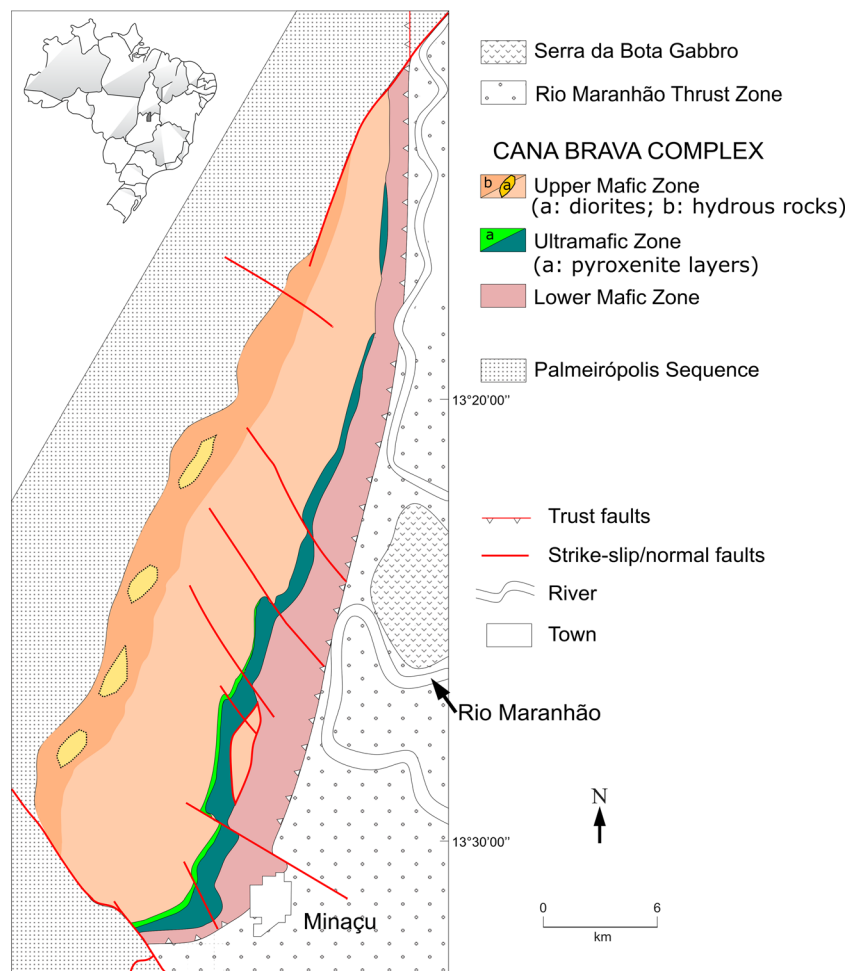 Serra da Bota Gabbro
Rio Maranhão Thrust Zone
CANA BRAVA COMPLEX
b
a
Upper Mafic Zone
(a: diorites; b: hydrous rocks)
a
Ultramafic Zone
(a: pyroxenite layers)
Lower Mafic Zone
Palmeirópolis Sequence
13°20'00''
Trust faults
Strike-slip/normal faults
River
Town
Rio Maranhão
N
13°30'00''
0 6
km
Minaçu